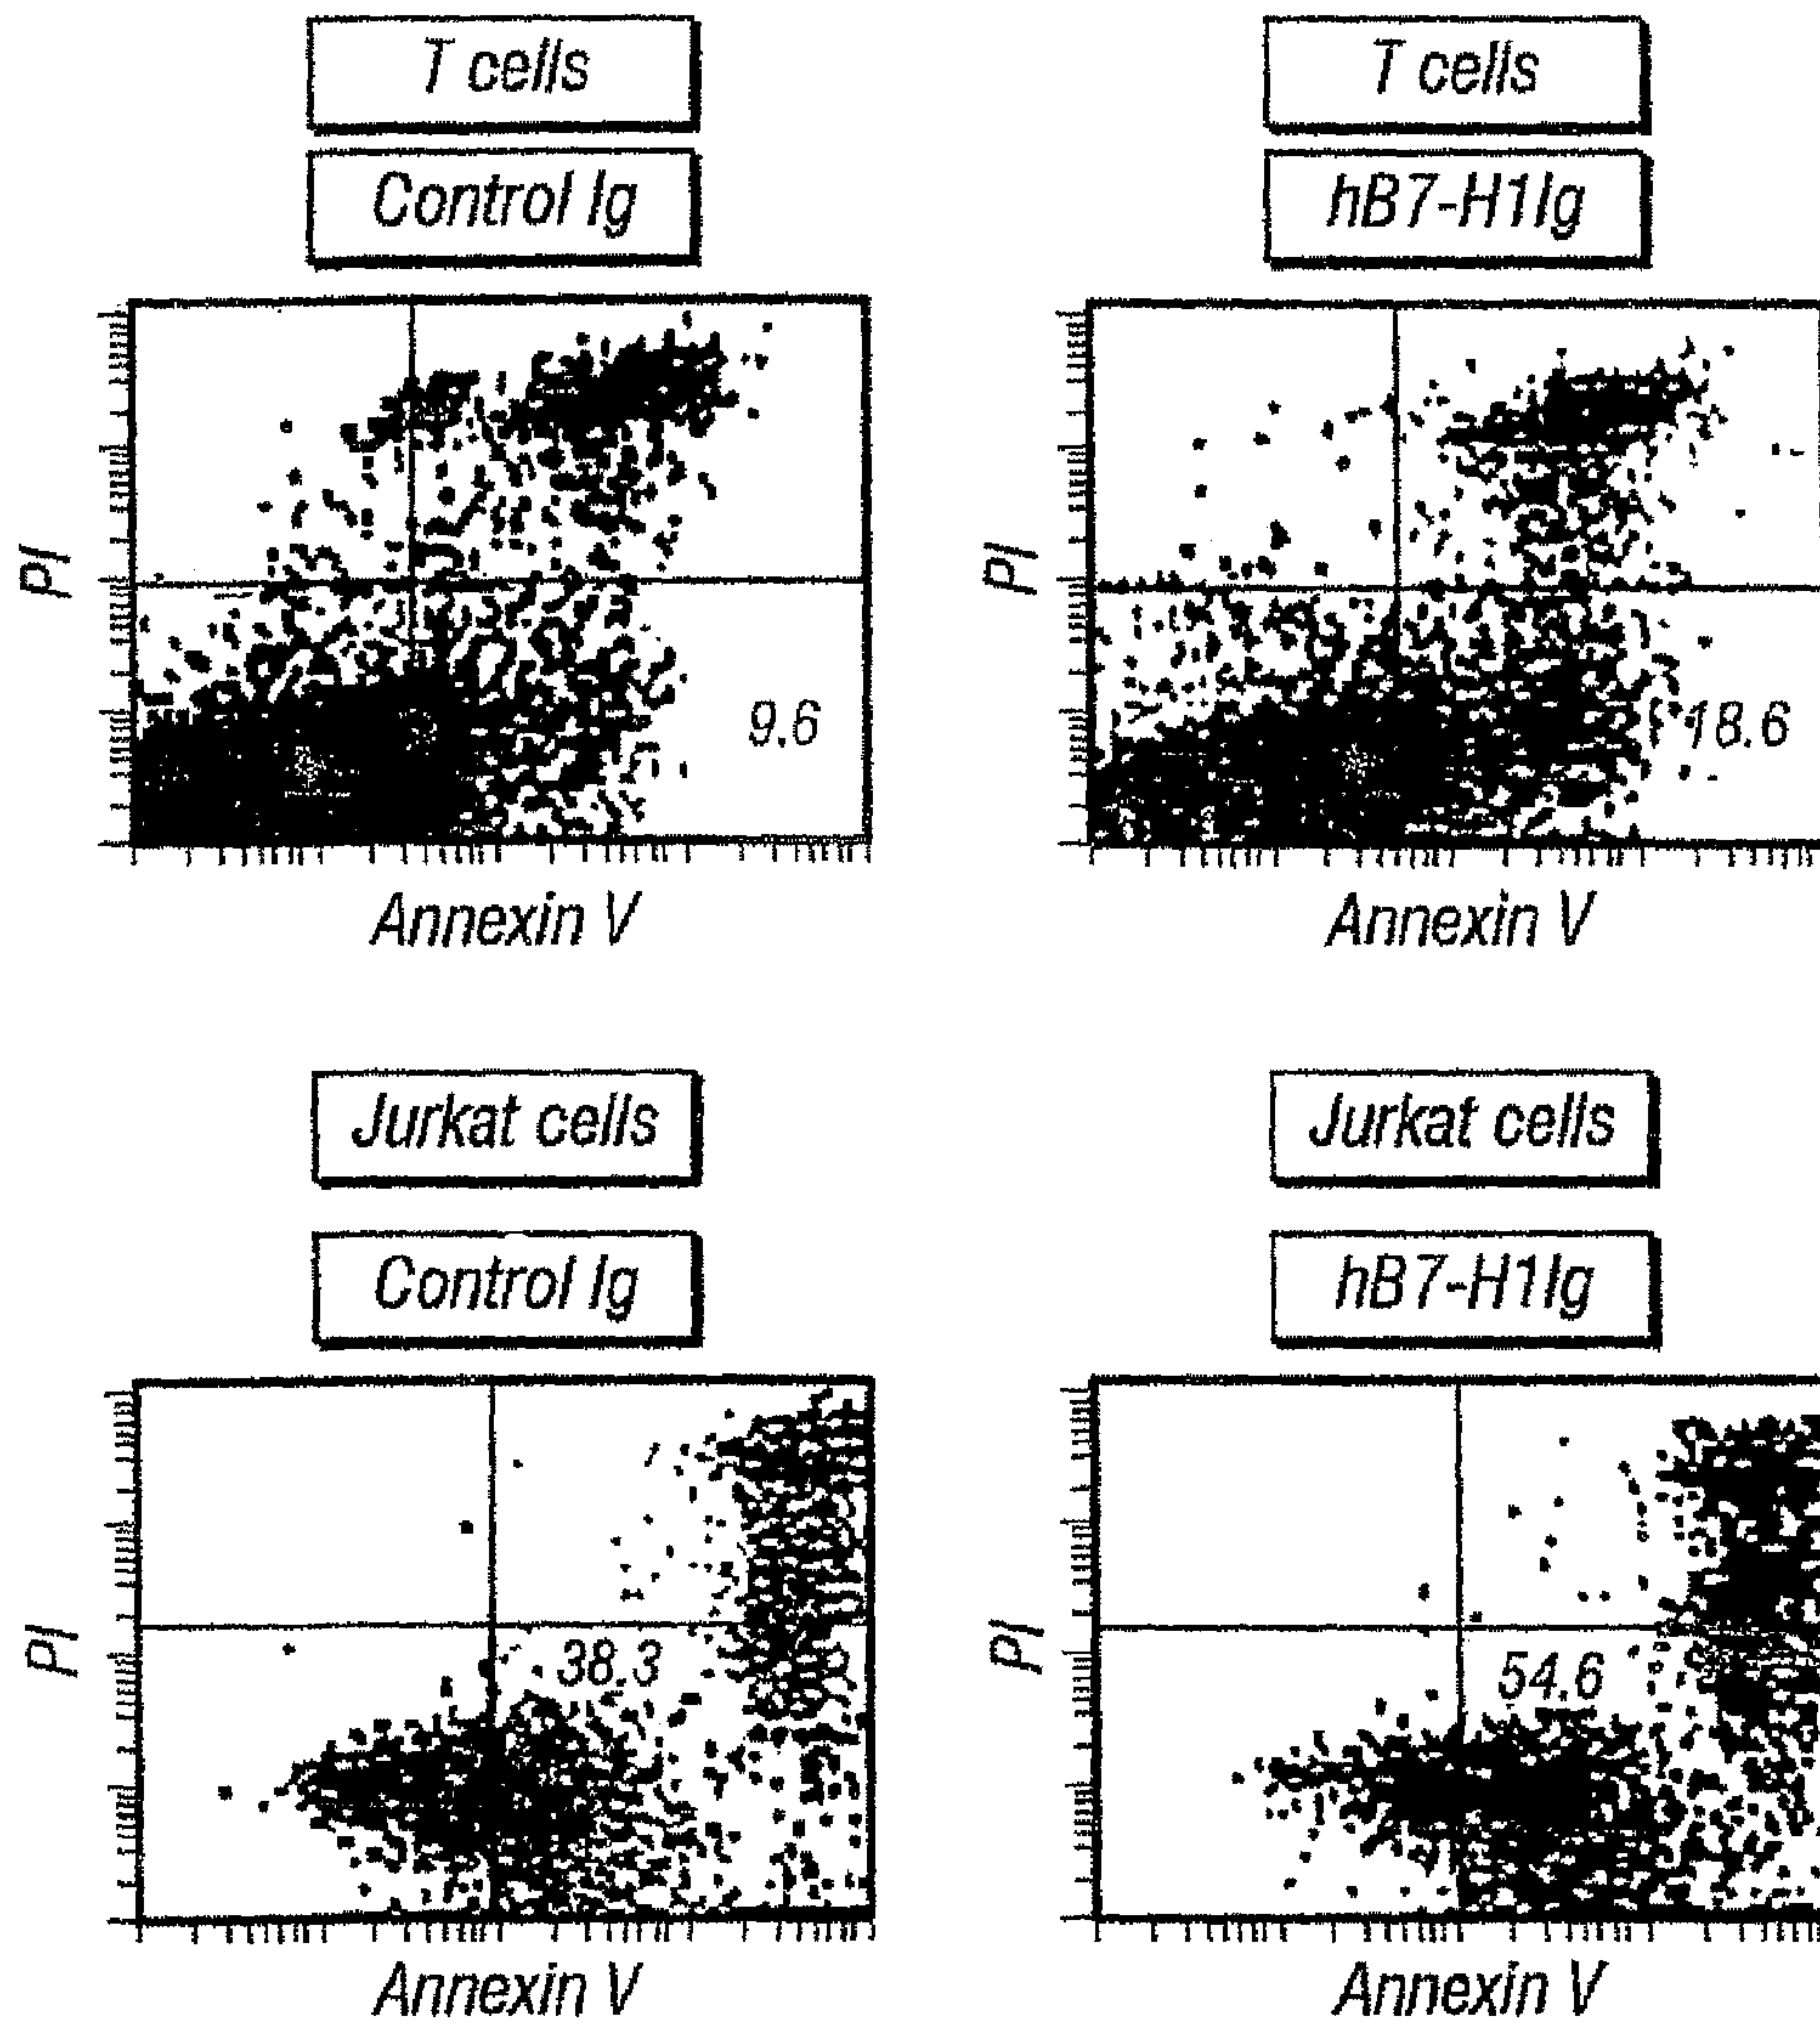 T cells
Control Ig
PI
9.6
Annexin V
T cells
hB7-H1Ig
PI
18.6
Annexin V
Jurkat cells
Control Ig
PI
38.3
Annexin V
Jurkat cells
hB7-H1Ig
PI
54.6
Annexin V